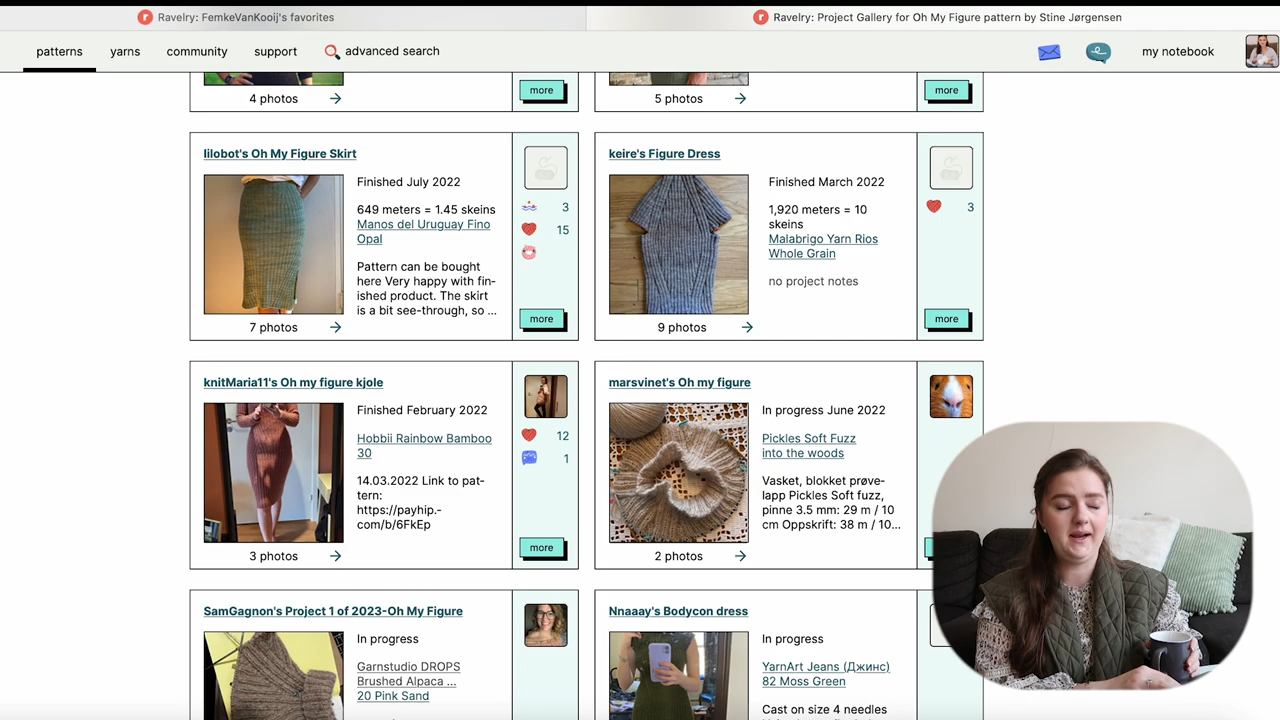 Ravelry: FemkeVanKooij's favorites
Ravelry: Project Gallery for Oh My Figure pattern by Stine Jørgensen
patterns
yarns
community
support
advanced search
my notebook
4 photos
more
5 photos
more
lilobot's Oh My Figure Skirt
Finished July 2022
649 meters = 1.45 skeins
Manos del Uruguay Fino
Opal
Pattern can be bought
here Very happy with fin-
ished product. The skirt
is a bit see-through, so ...
7 photos
3
15
more
keire's Figure Dress
Finished March 2022
1,920 meters = 10
skeins
Malabrigo Yarn Rios
Whole Grain
no project notes
9 photos
3
more
knitMaria11's Oh my figure kjole
Finished February 2022
Hobbii Rainbow Bamboo
30
14.03.2022 Link to pat-
tern:
https://payhip.-
com/b/6FkEp
3 photos
12
1
more
marsvinet's Oh my figure
In progress June 2022
Pickles Soft Fuzz
into the woods
Vasket, blokket prøve-
lapp Pickles Soft fuzz,
pinne 3.5 mm: 29 m / 10
cm Oppskrift: 38 m / 10...
2 photos
SamGagnon's Project 1 of 2023-Oh My Figure
In progress
Garnstudio DROPS
Brushed Alpaca ...
20 Pink Sand
Nnaaay's Bodycon dress
In progress
YarnArt Jeans (Джинс)
82 Moss Green
Cast on size 4 needles